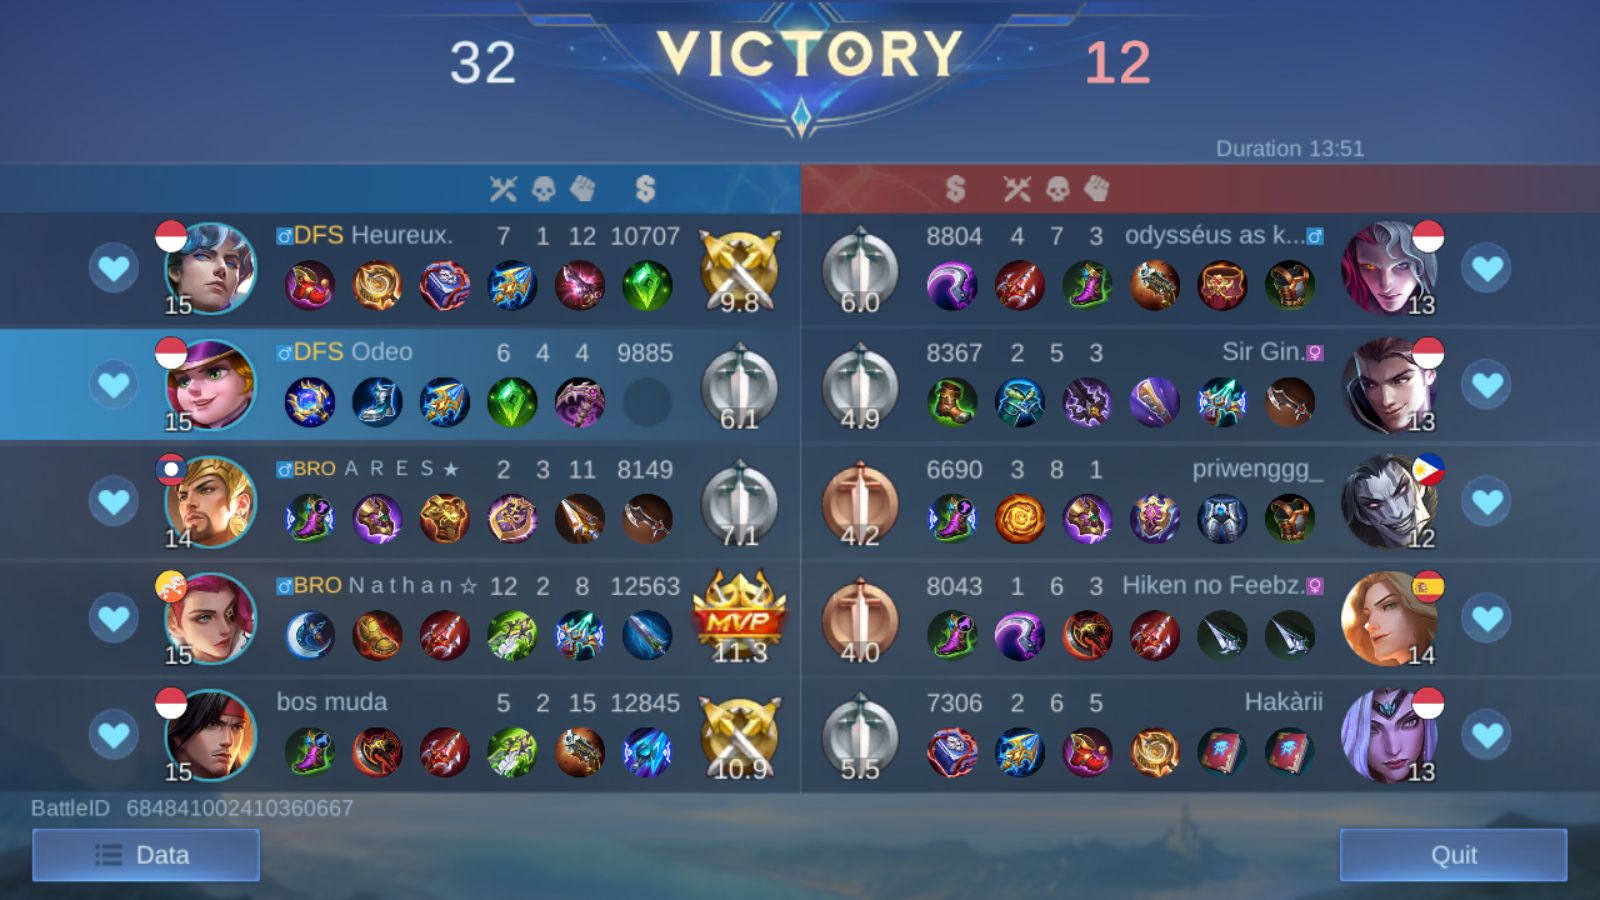 32 VICTORY 12
Duration 13:51
DFS Heureux. 7 1 12 10707
15 9.8
8804 4 7 3 odysséus as k...
6.0 13
DFS Odeo 6 4 4 9885
15 6.1
8367 2 5 3 Sir Gin.
4.9 13
BRO A R E S ★ 2 3 11 8149
14 7.1
6690 3 8 1 priwenggg_
4.2 12
BRO N a t h a n ☆ 12 2 8 12563
15 MVP 11.3
8043 1 6 3 Hiken no Feebz.
4.0 14
bos muda 5 2 15 12845
15 10.9
7306 2 6 5 Hakàrii
5.5 13
BattleID 684841002410360667
Data
Quit